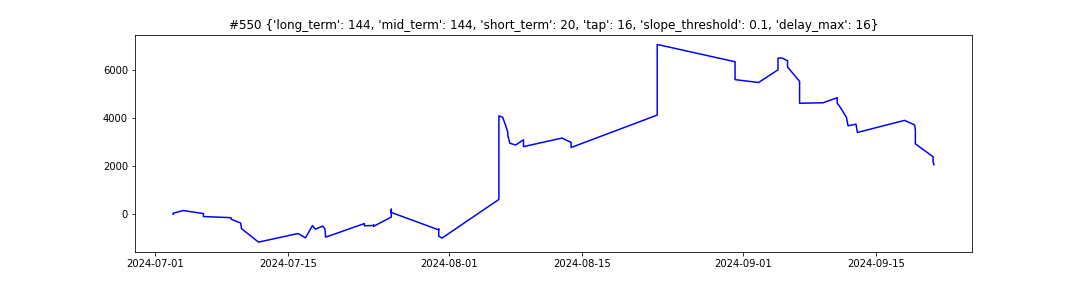 #550 {'long_term': 144, 'mid_term': 144, 'short_term': 20, 'tap': 16, 'slope_threshold': 0.1, 'delay_max': 16}
6000
4000
2000
0
2024-07-01 2024-07-15 2024-08-01 2024-08-15 2024-09-01 2024-09-15